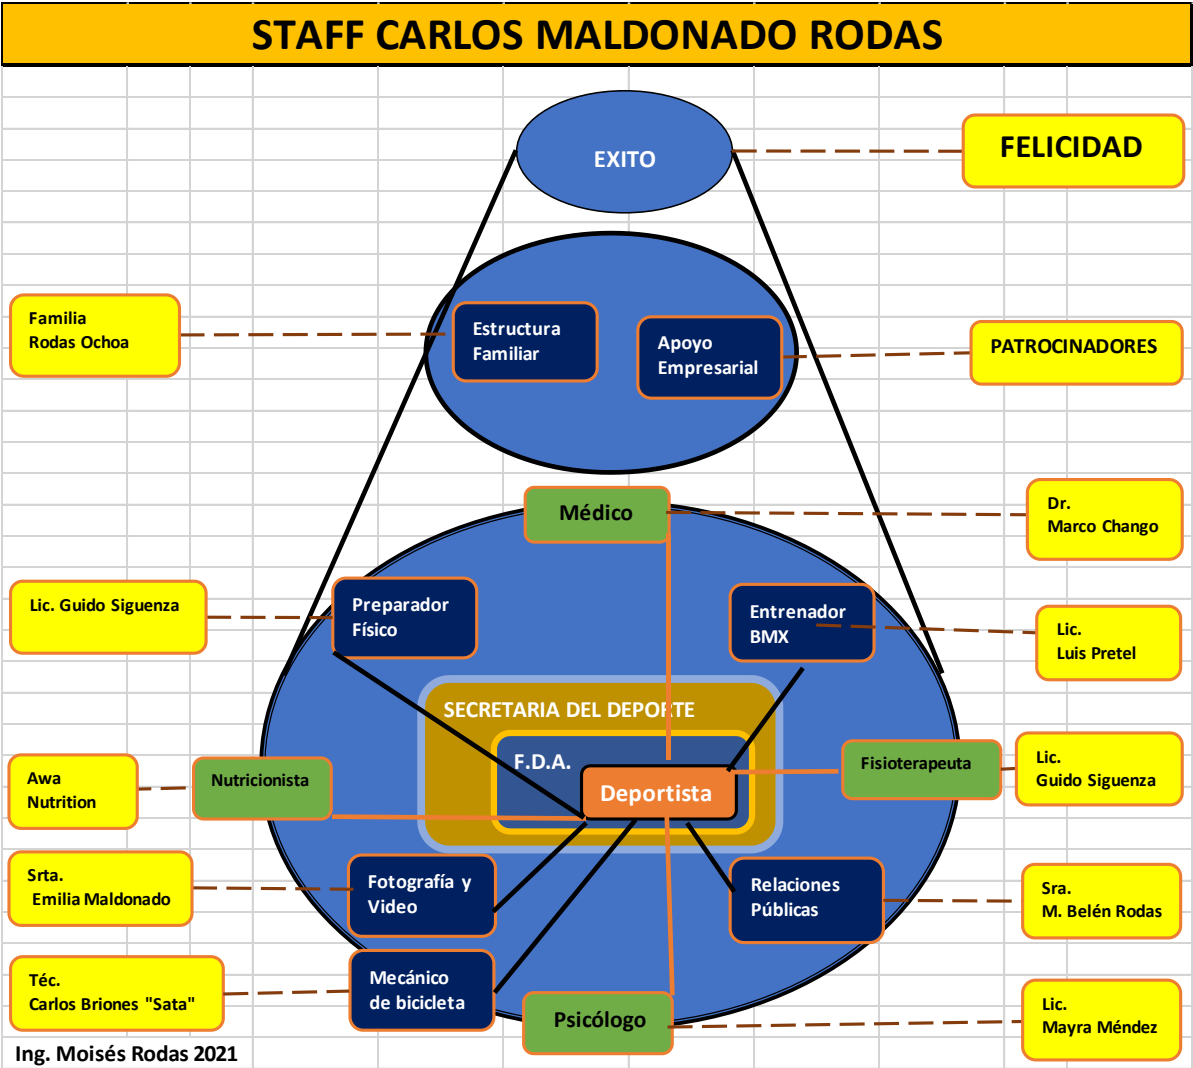 STAFF CARLOS MALDONADO RODAS
EXITO
FELICIDAD
Familia
Rodas Ochoa
Estructura
Familiar
Apoyo
Empresarial
PATROCINADORES
Médico
Dr.
Marco Chango
Lic. Guido Siguenza
Preparador
Físico
Entrenador
BMX
Lic.
Luis Pretel
SECRETARIA DEL DEPORTE
F.D.A.
Deportista
Awa
Nutrition
Nutricionista
Fisioterapeuta
Lic.
Guido Siguenza
Srta.
Emilia Maldonado
Fotografía y
Video
Relaciones
Públicas
Sra.
M. Belén Rodas
Téc.
Carlos Briones "Sata"
Mecánico
de bicicleta
Psicólogo
Lic.
Mayra Méndez
Ing. Moisés Rodas 2021